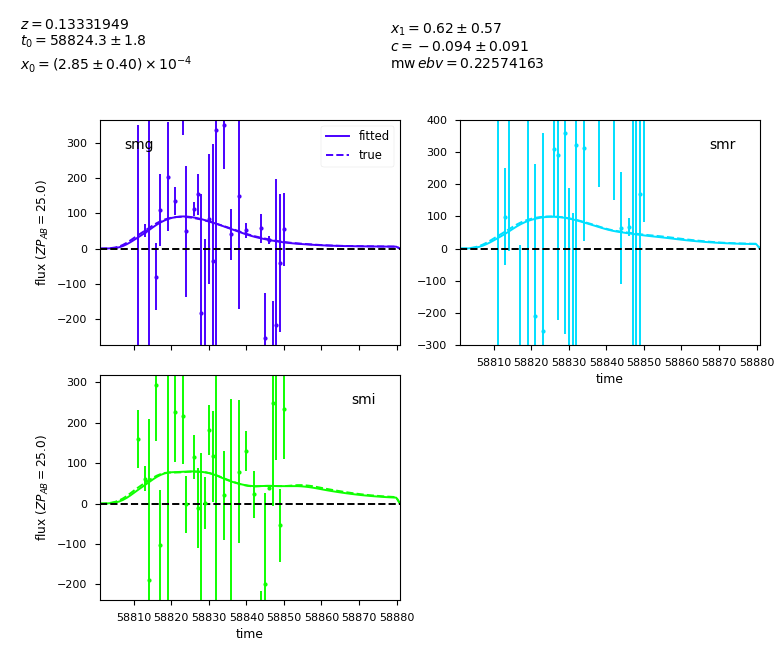 z = 0.13331949
t₀ = 58824.3 ± 1.8
x₀ = (2.85 ± 0.40) × 10⁻⁴
x₁ = 0.62 ± 0.57
c = −0.094 ± 0.091
mw ebv = 0.22574163
300
200
100
0
−100
−200
flux (ZP_AB = 25.0)
smg
fitted
true
400
300
200
100
0
−100
−200
−300
smr
58810 58820 58830 58840 58850 58860 58870 58880
time
300
200
100
0
−100
−200
flux (ZP_AB = 25.0)
smi
58810 58820 58830 58840 58850 58860 58870 58880
time